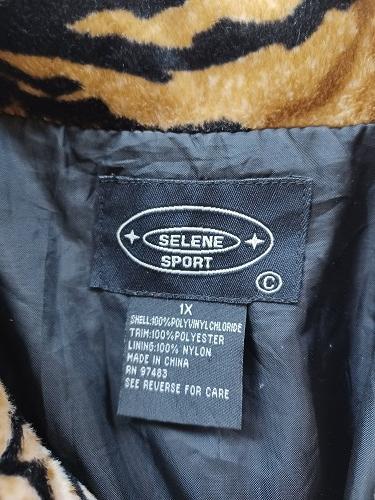 SELENE
SPORT
©
1X
SHELL:100%POLYVINYLCHLORIDE
TRIM:100%POLYESTER
LINING:100% NYLON
MADE IN CHINA
RN 97483
SEE REVERSE FOR CARE